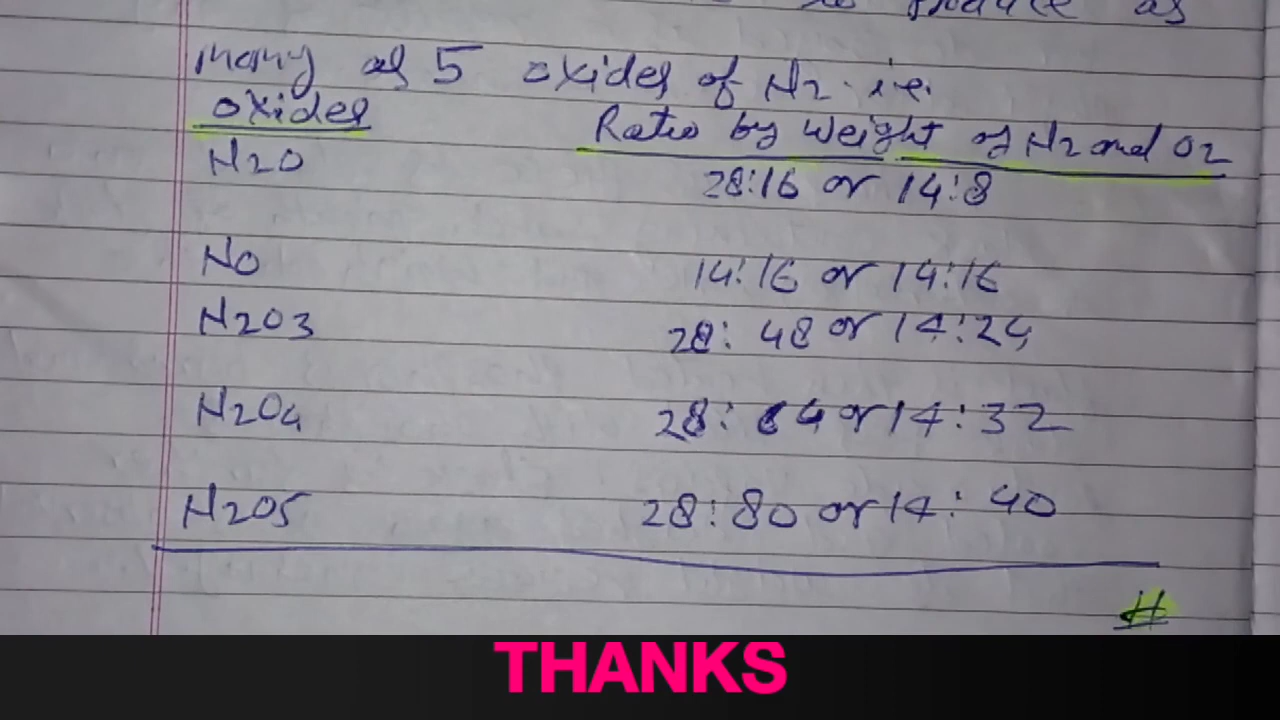 produce as
many as 5 oxides of N2. i.e.
oxides Ratio by weight of N2 and O2
N2O 28:16 or 14:8
No 14:16 or 14:16
N2O3 28: 48 or 14:24
N2O4 28: 64 or 14:32
N2O5 28:80 or 14: 40
H
THANKS